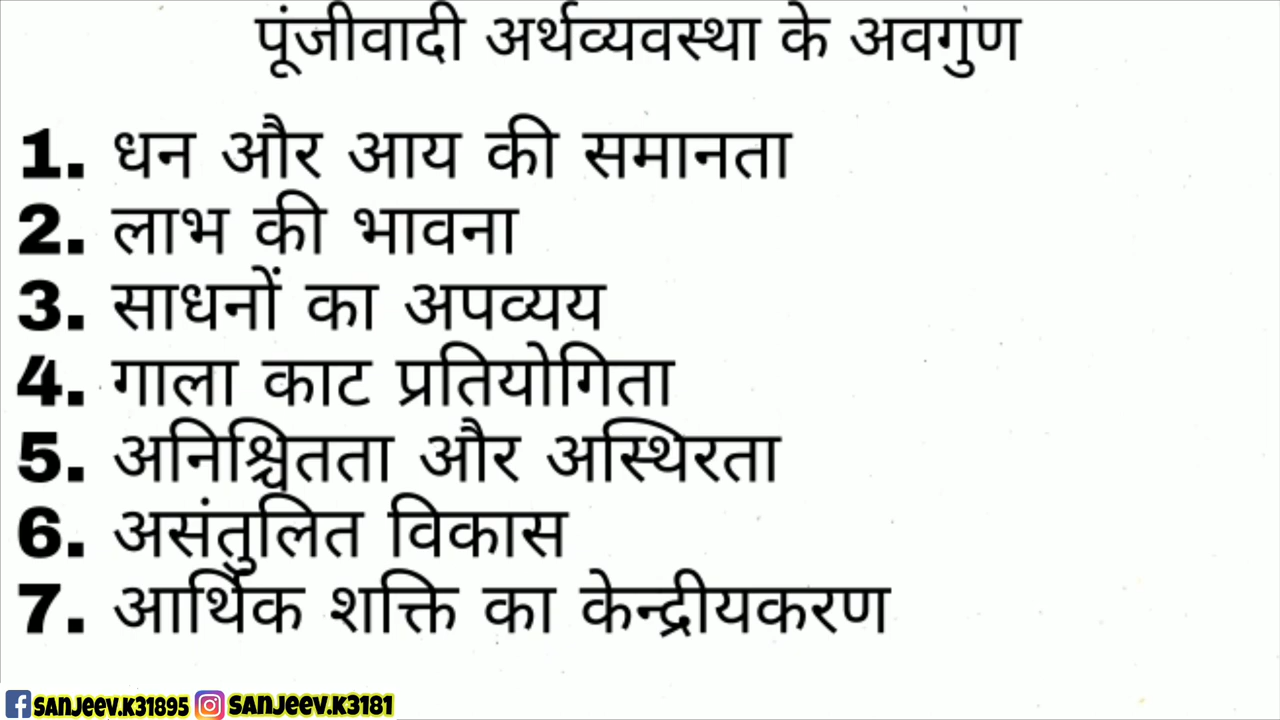 पूंजीवादी अर्थव्यवस्था के अवगुण
1. धन और आय की समानता
2. लाभ की भावना
3. साधनों का अपव्यय
4. गाला काट प्रतियोगिता
5. अनिश्चितता और अस्थिरता
6. असंतुलित विकास
7. आर्थिक शक्ति का केन्द्रीयकरण
SANJEEV.K31895 SANJEEV.K3181